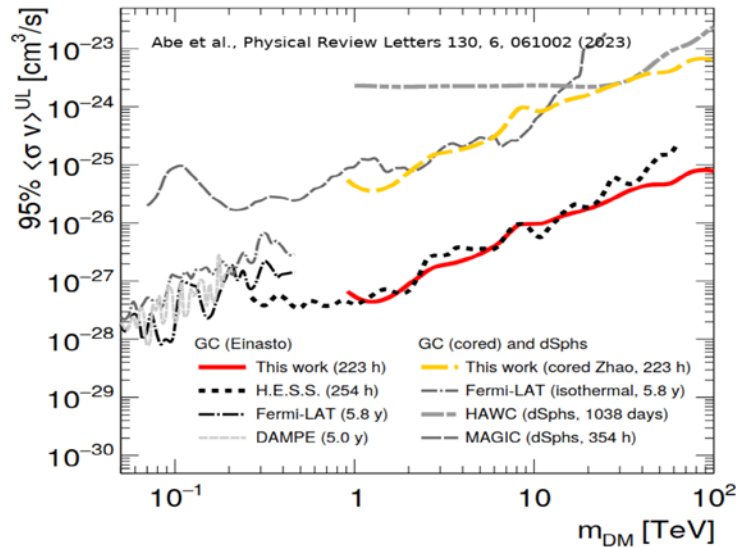 Abe et al., Physical Review Letters 130, 6, 061002 (2023)
95% ⟨σ v⟩^UL [cm³/s]
10⁻²³
10⁻²⁴
10⁻²⁵
10⁻²⁶
10⁻²⁷
10⁻²⁸
10⁻²⁹
10⁻³⁰
GC (Einasto)
This work (223 h)
H.E.S.S. (254 h)
Fermi-LAT (5.8 y)
DAMPE (5.0 y)
GC (cored) and dSphs
This work (cored Zhao, 223 h)
Fermi-LAT (isothermal, 5.8 y)
HAWC (dSphs, 1038 days)
MAGIC (dSphs, 354 h)
10⁻¹ 1 10 10²
m_DM [TeV]